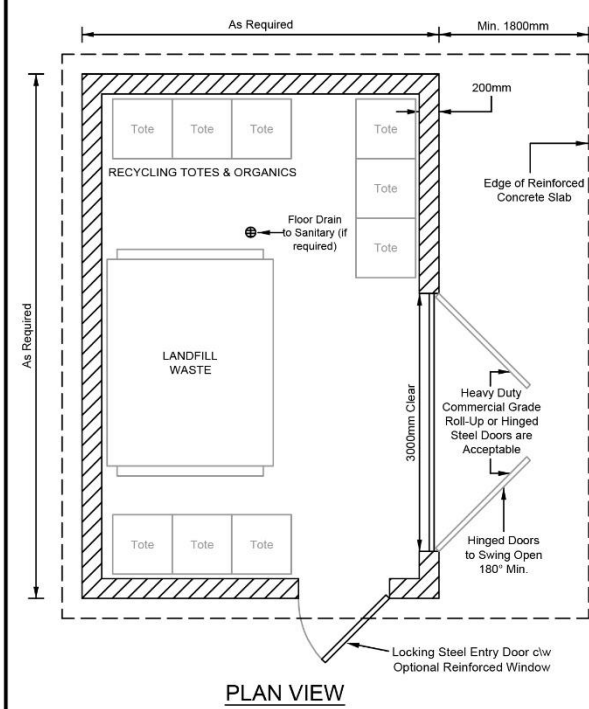 As Required
Min. 1800mm
200mm
Tote
Tote
Tote
Tote
RECYCLING TOTES & ORGANICS
Tote
Edge of Reinforced
Concrete Slab
Floor Drain
to Sanitary (if
required)
Tote
As Required
LANDFILL
WASTE
3000mm Clear
Heavy Duty
Commercial Grade
Roll-Up or Hinged
Steel Doors are
Acceptable
Tote
Tote
Tote
Hinged Doors
to Swing Open
180° Min.
Locking Steel Entry Door c\w
Optional Reinforced Window
PLAN VIEW